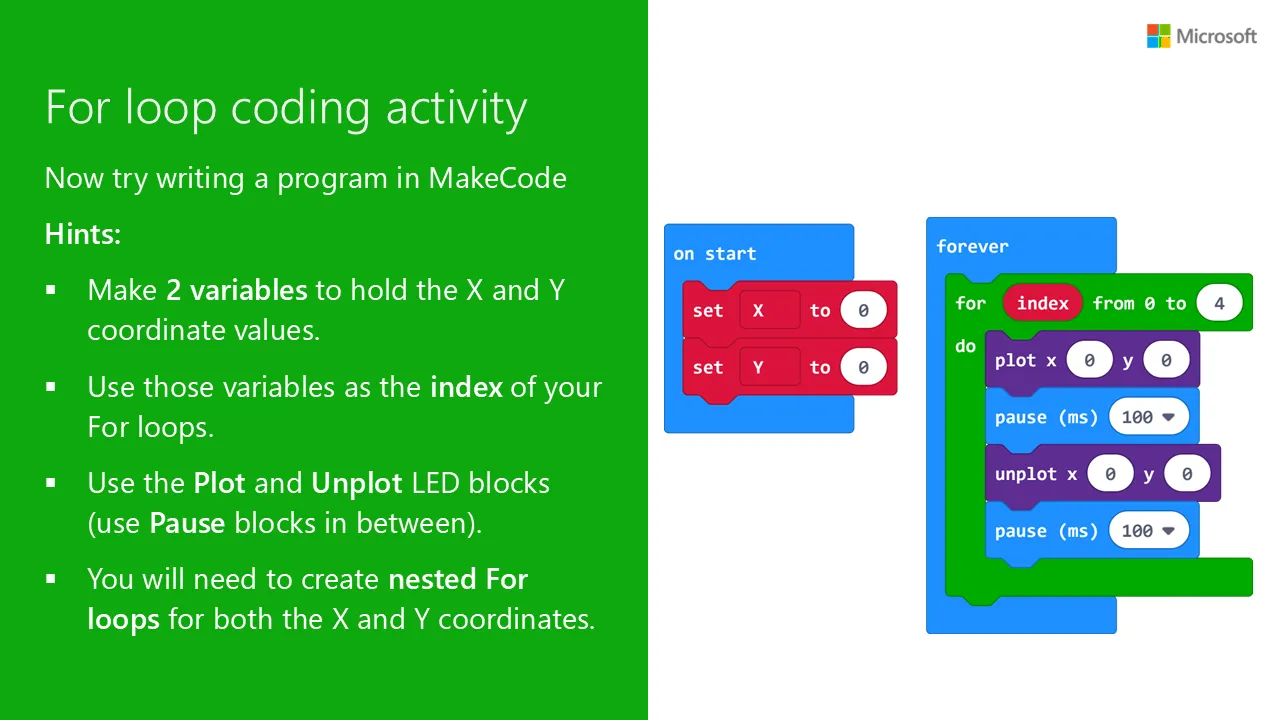 Microsoft
For loop coding activity
Now try writing a program in MakeCode
Hints:
▪ Make 2 variables to hold the X and Y
coordinate values.
▪ Use those variables as the index of your
For loops.
▪ Use the Plot and Unplot LED blocks
(use Pause blocks in between).
▪ You will need to create nested For
loops for both the X and Y coordinates.
on start
set X to 0
set Y to 0
forever
for index from 0 to 4
do
plot x 0 y 0
pause (ms) 100
unplot x 0 y 0
pause (ms) 100